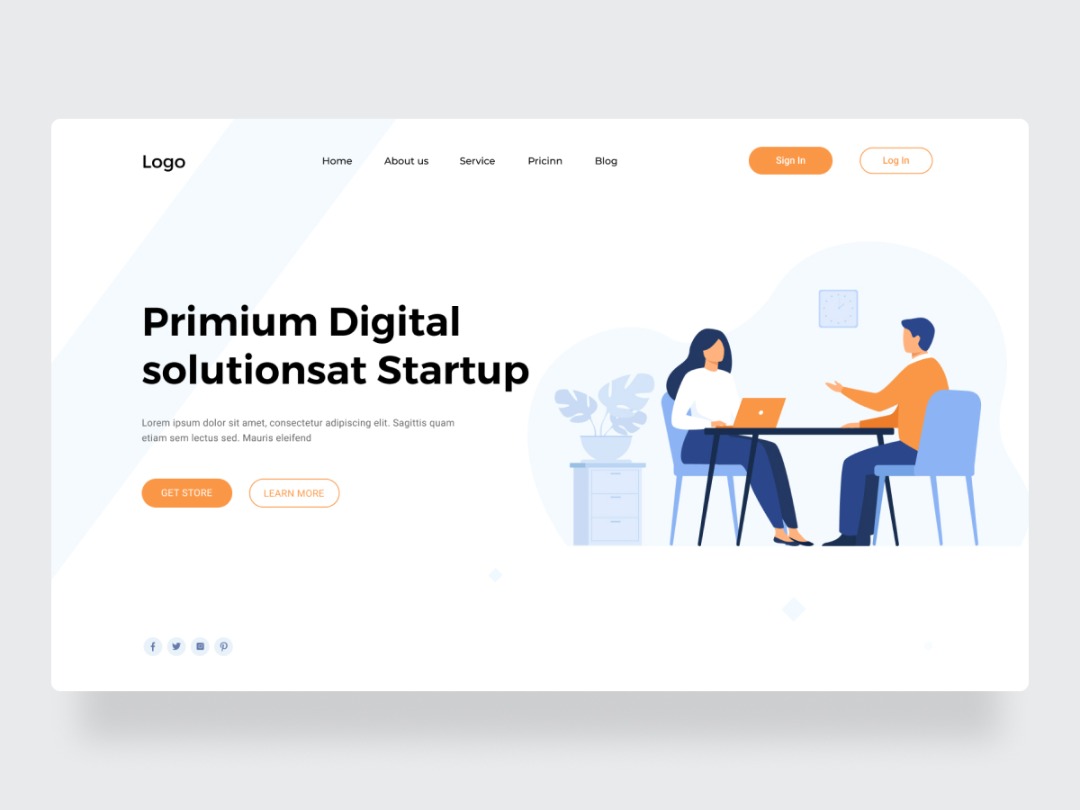 Logo
Home About us Service Pricinn Blog Sign In Log In
Primium Digital
solutionsat Startup
Lorem ipsum dolor sit amet, consectetur adipiscing elit. Sagittis quam
etiam sem lectus sed. Mauris eleifend
GET STORE LEARN MORE